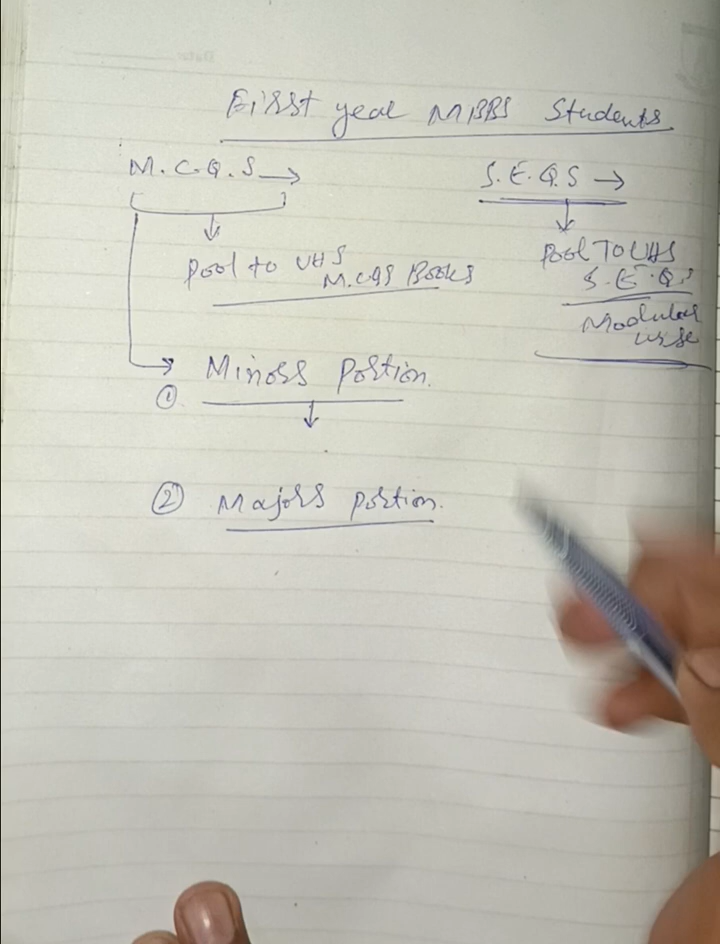 First year MBBS Students
M.C.Q.S →
S.E.Q.S →
Pool to UHS
M.CQS Books
Pool TO UHS
S.E.Q.S
Modular
wise
① Minors Portion.
② Majors Portion.